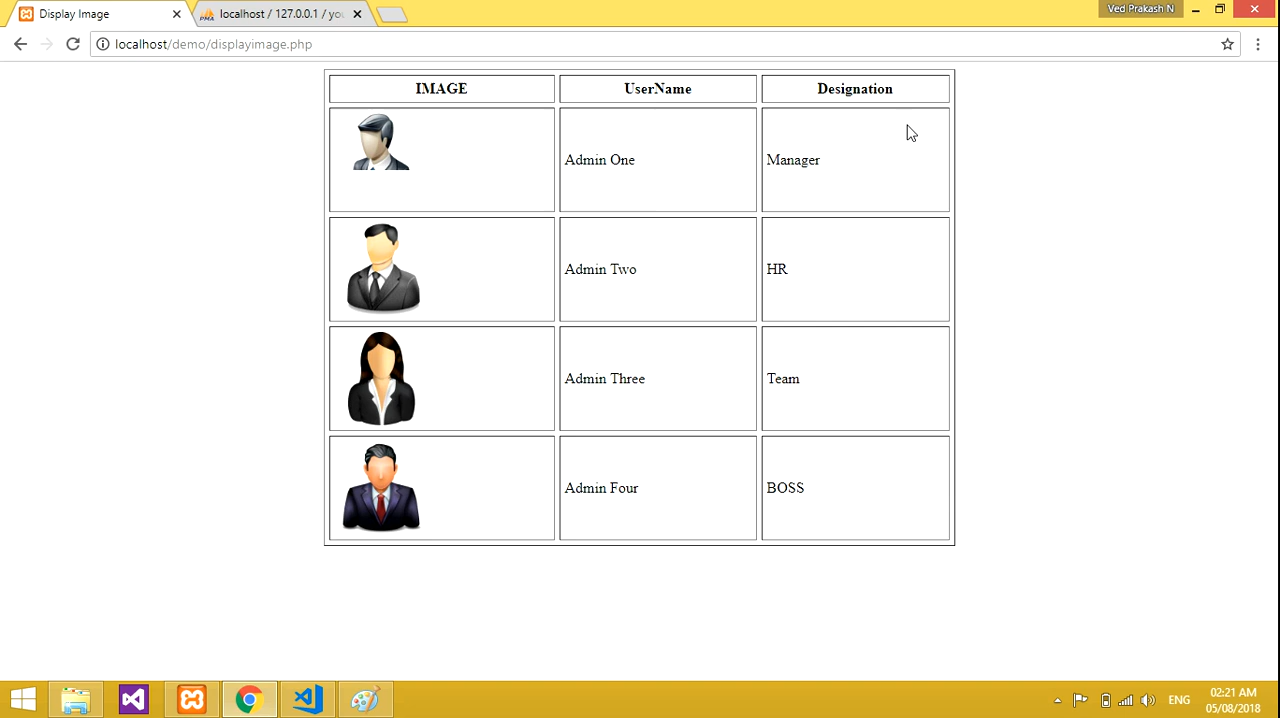 Display Image
localhost / 127.0.0.1 / you
Ved Prakash N
localhost/demo/displayimage.php
IMAGE UserName Designation
Admin One Manager
Admin Two HR
Admin Three Team
Admin Four BOSS
ENG
02:21 AM
05/08/2018